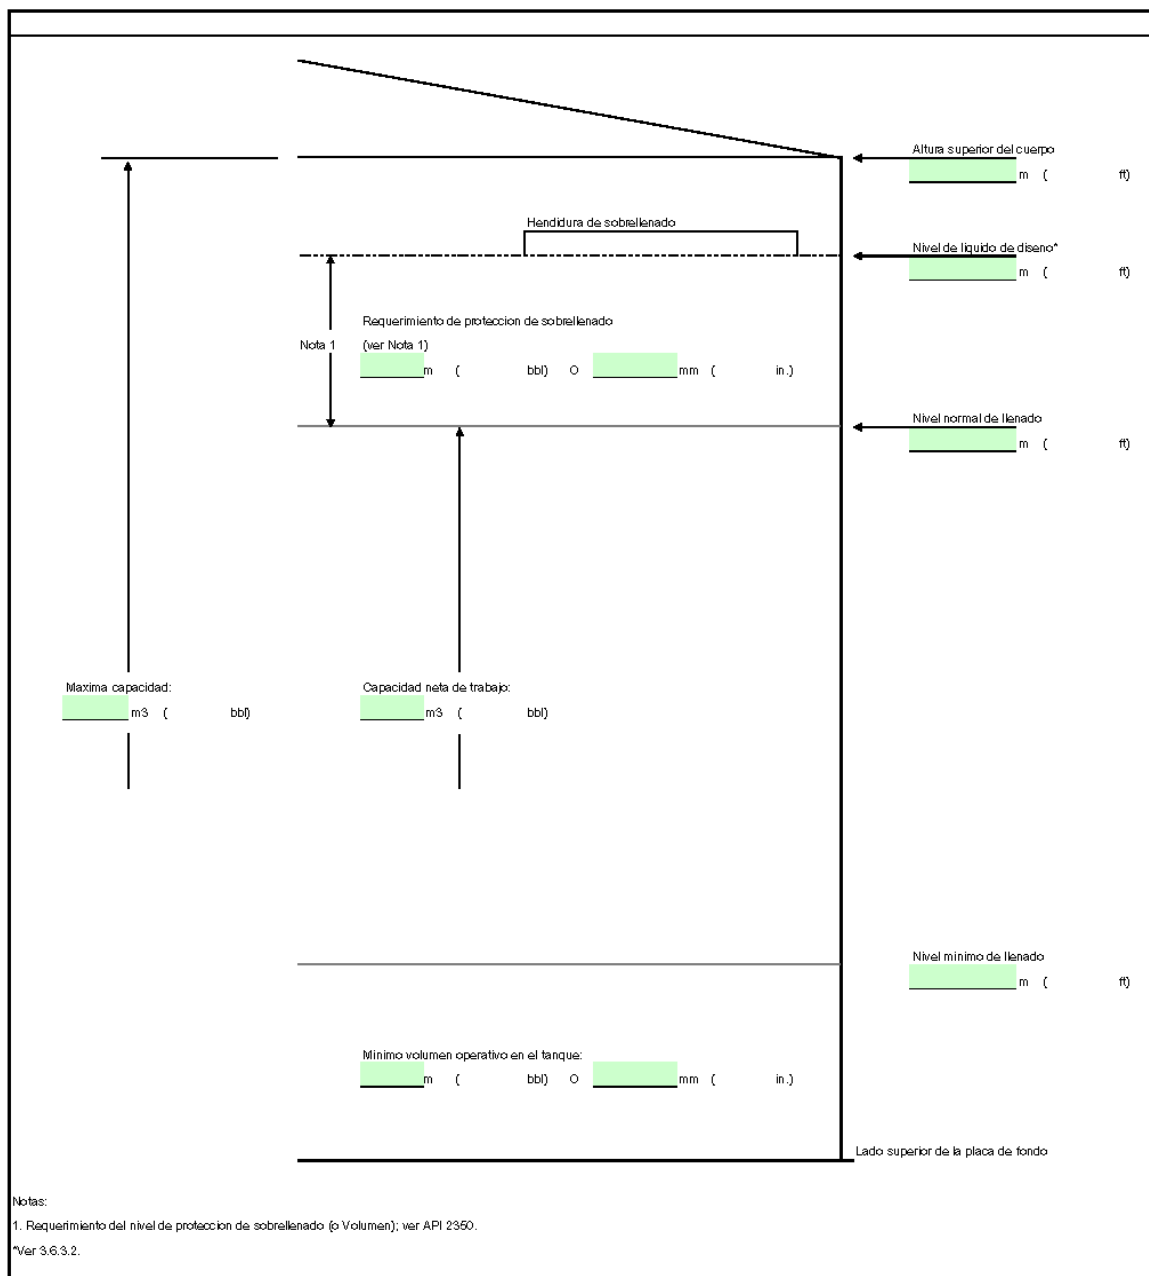 Altura superior del cuerpo
m ( ft)
Hendidura de sobrellenado
Nivel de liquido de diseno*
m ( ft)
Requerimiento de proteccion de sobrellenado
Nota 1 (ver Nota 1)
m ( bbl) O mm ( in.)
Nivel normal de llenado
m ( ft)
Maxima capacidad:
m3 ( bbl)
Capacidad neta de trabajo:
m3 ( bbl)
Nivel minimo de llenado
m ( ft)
Minimo volumen operativo en el tanque:
m ( bbl) O mm ( in.)
Lado superior de la placa de fondo
Notas:
1. Requerimiento del nivel de proteccion de sobrellenado (o Volumen); ver API 2350.
*Ver 3.6.3.2.